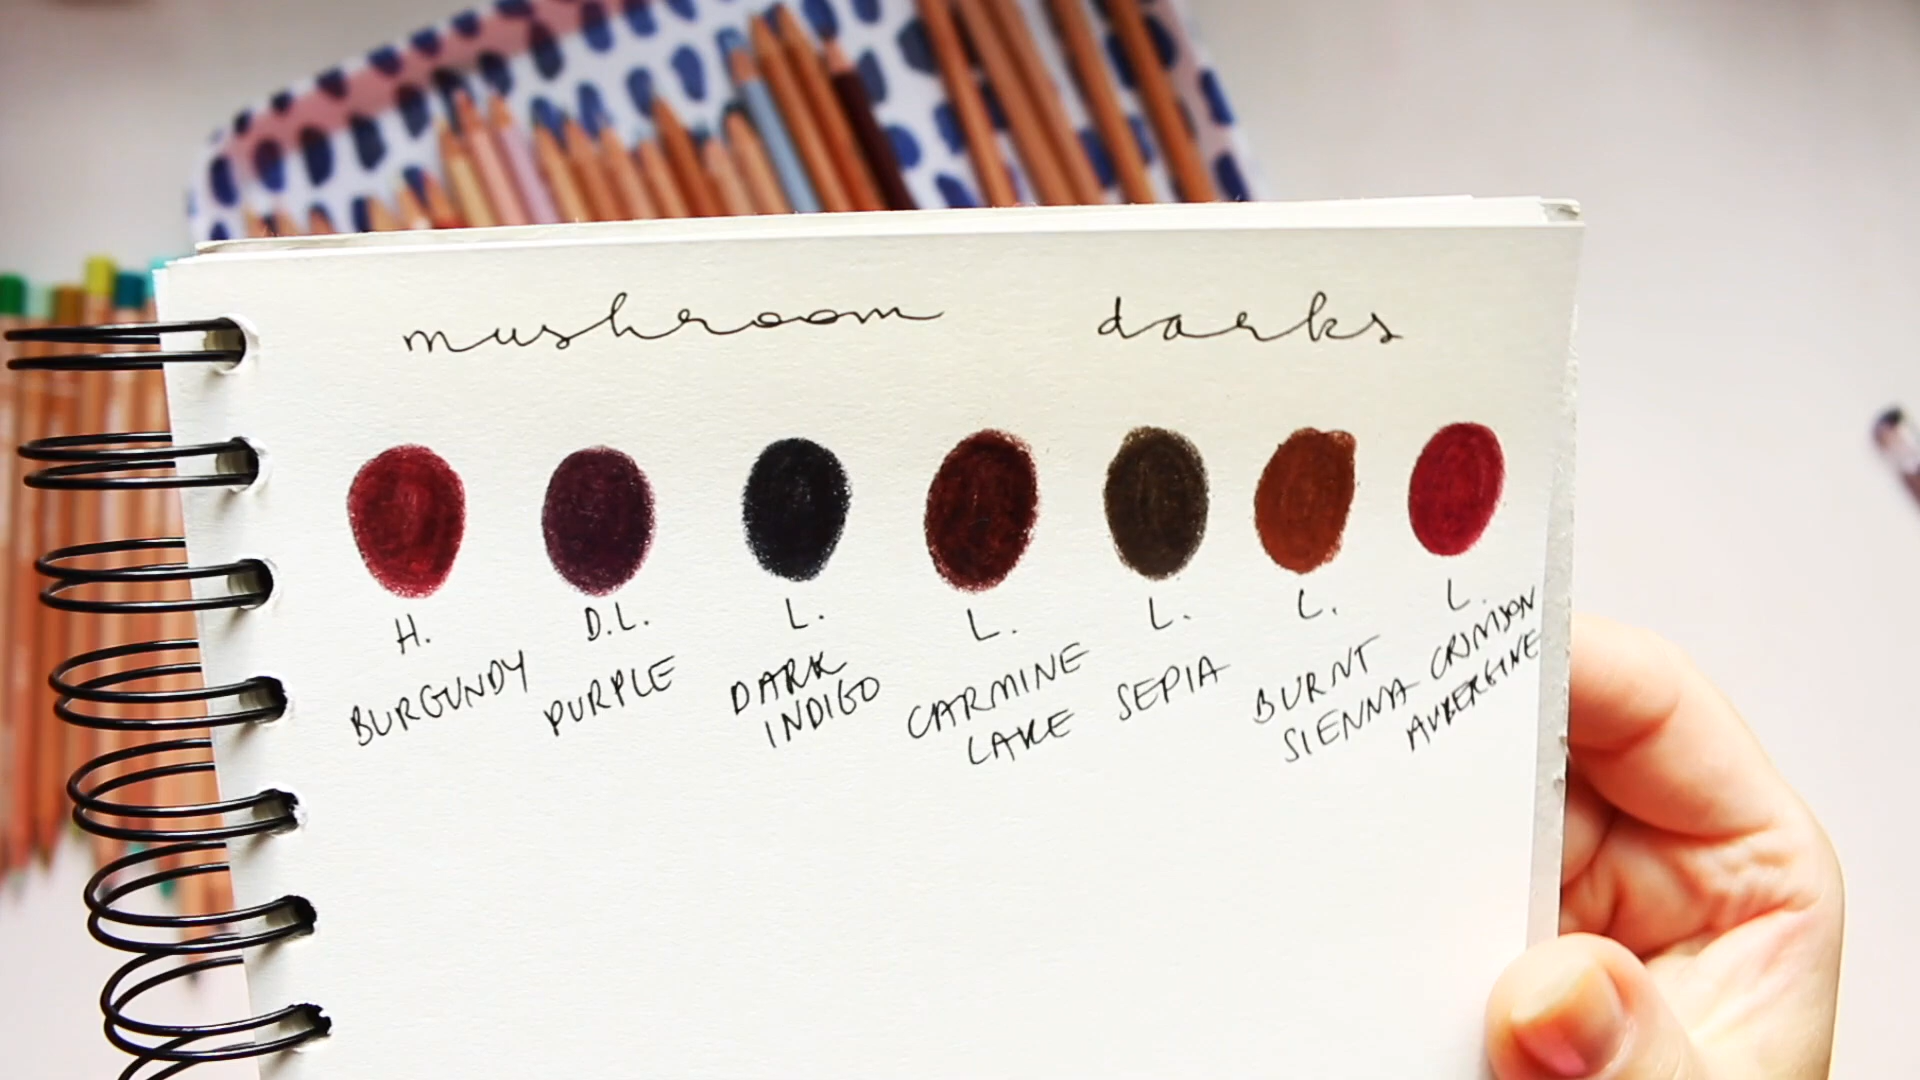 mushroom darks
H.
BURGUNDY
D.L.
PURPLE
L.
DARK
INDIGO
L.
CARMINE
LAKE
L.
SEPIA
L.
BURNT
SIENNA
L.
CRIMSON
AUBERGINE